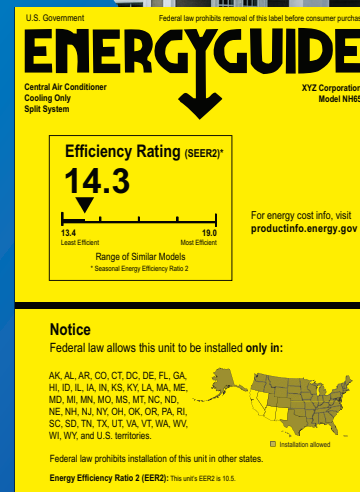 U.S. Government
Federal law prohibits removal of this label before consumer purchas
ENERGYGUIDE
Central Air Conditioner
Cooling Only
Split System
XYZ Corporation
Model NH65
Efficiency Rating (SEER2)*
14.3
13.4
19.0
Least Efficient
Most Efficient
Range of Similar Models
* Seasonal Energy Efficiency Ratio 2
For energy cost info, visit
productinfo.energy.gov
Notice
Federal law allows this unit to be installed only in:
AK, AL, AR, CO, CT, DC, DE, FL, GA,
HI, ID, IL, IA, IN, KS, KY, LA, MA, ME,
MD, MI, MN, MO, MS, MT, NC, ND,
NE, NH, NJ, NY, OH, OK, OR, PA, RI,
SC, SD, TN, TX, UT, VA, VT, WA, WV,
WI, WY, and U.S. territories.
Installation allowed
Federal law prohibits installation of this unit in other states.
Energy Efficiency Ratio 2 (EER2): This unit's EER2 is 10.5.